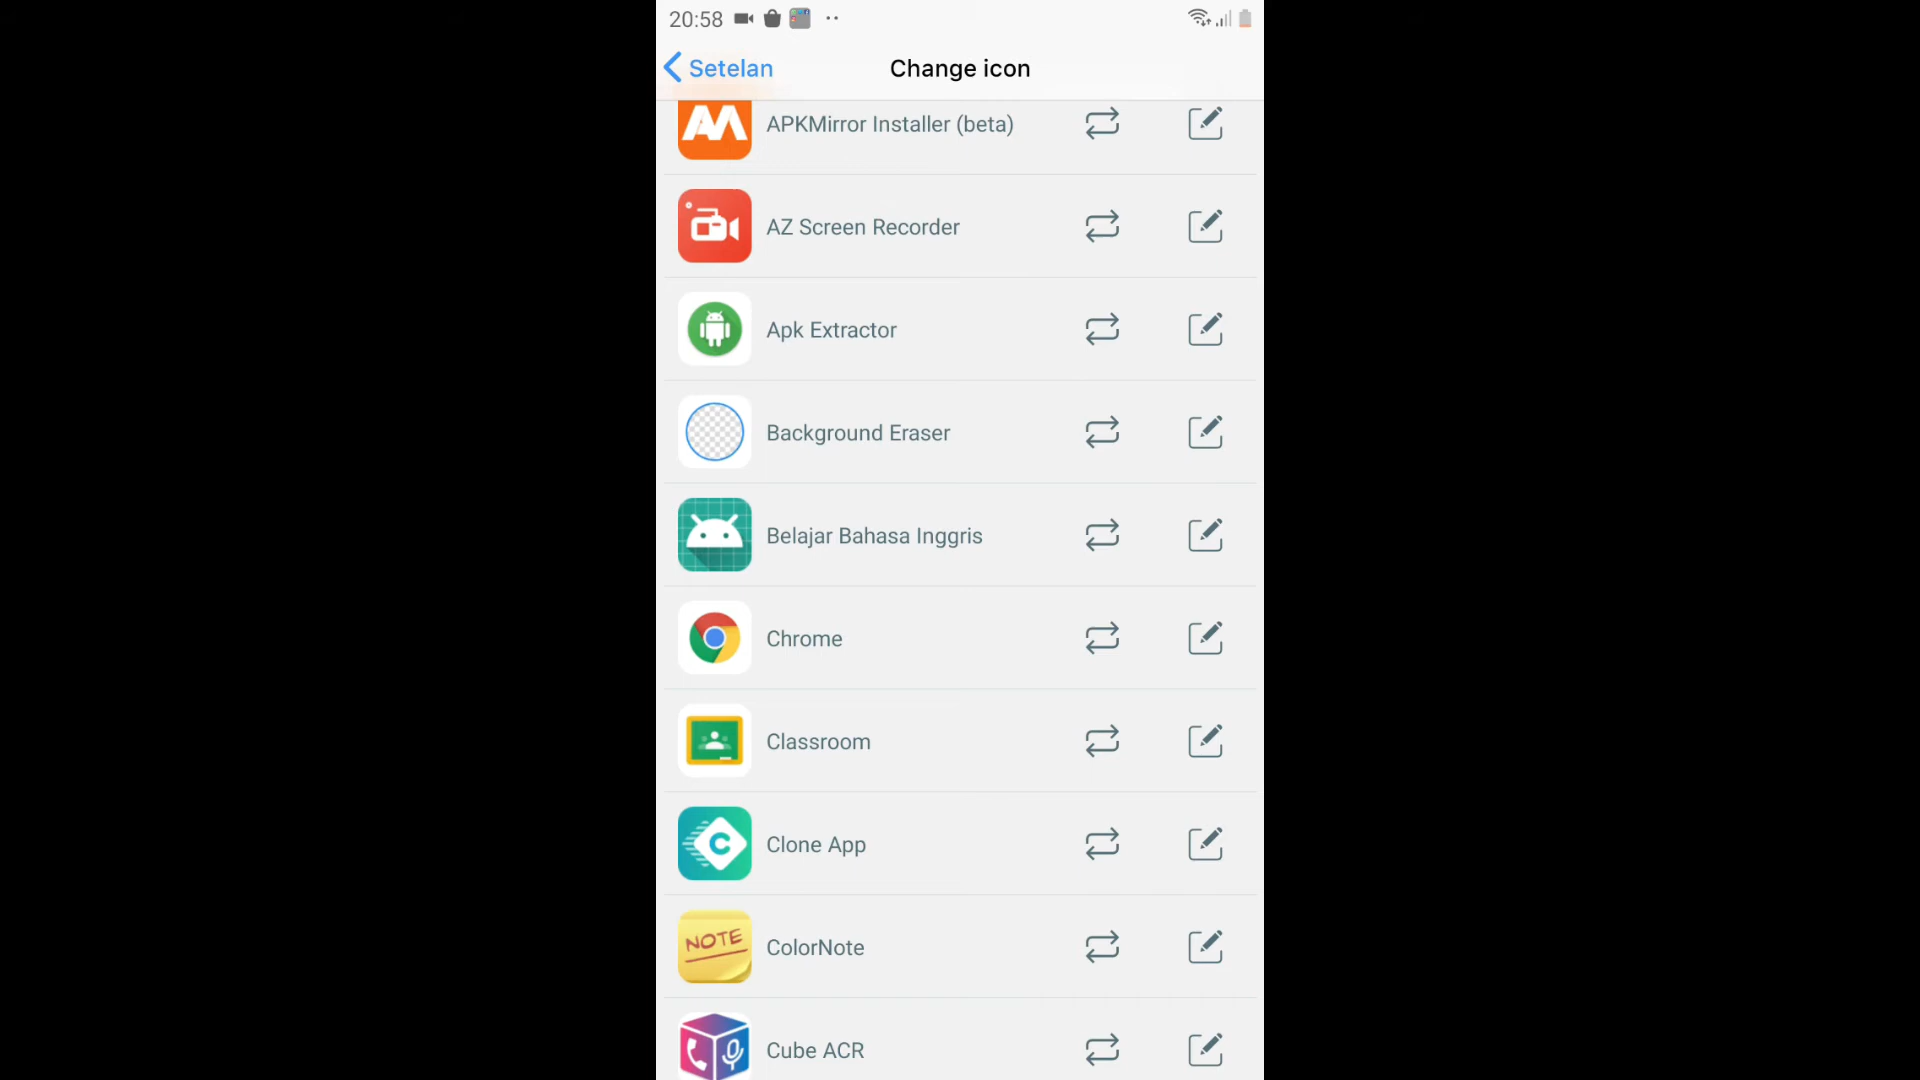 20:58
Setelan
Change icon
APKMirror Installer (beta)
AZ Screen Recorder
Apk Extractor
Background Eraser
Belajar Bahasa Inggris
Chrome
Classroom
C
Clone App
NOTE
ColorNote
Cube ACR